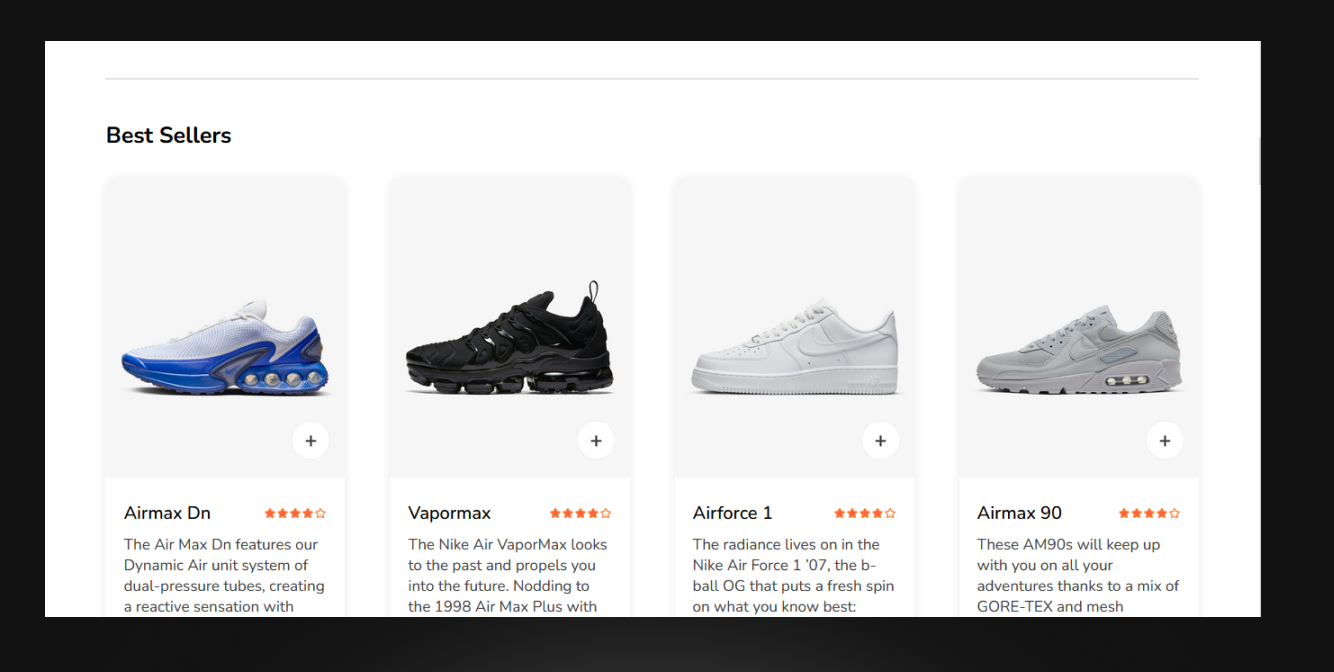 Best Sellers
Airmax Dn
The Air Max Dn features our
Dynamic Air unit system of
dual-pressure tubes, creating
a reactive sensation with
Vapormax
The Nike Air VaporMax looks
to the past and propels you
into the future. Nodding to
the 1998 Air Max Plus with
Airforce 1
The radiance lives on in the
Nike Air Force 1 ’07, the b-
ball OG that puts a fresh spin
on what you know best:
Airmax 90
These AM90s will keep up
with you on all your
adventures thanks to a mix of
GORE-TEX and mesh